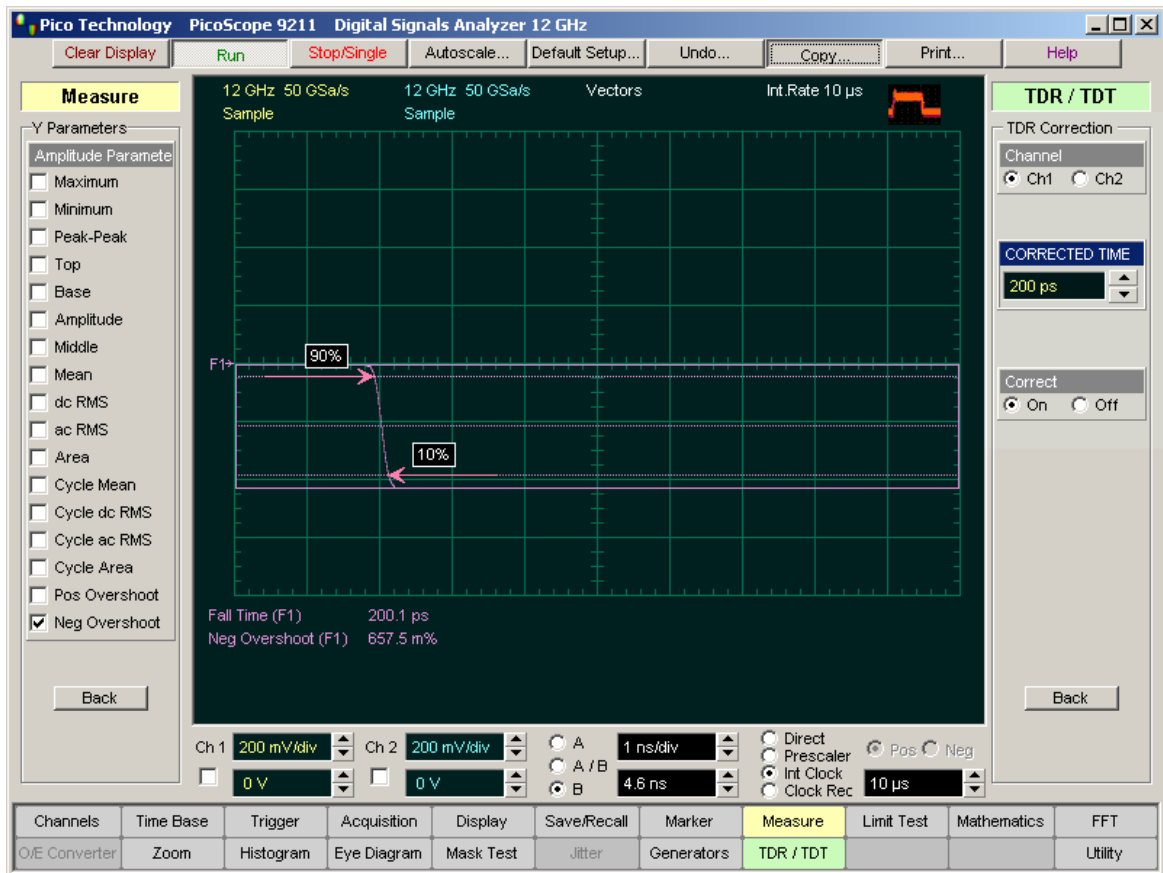 Pico Technology PicoScope 9211 Digital Signals Analyzer 12 GHz
Clear Display Run Stop/Single Autoscale... Default Setup... Undo... Copy... Print... Help
Measure
Y Parameters
Amplitude Paramete
Maximum
Minimum
Peak-Peak
Top
Base
Amplitude
Middle
Mean
dc RMS
ac RMS
Area
Cycle Mean
Cycle dc RMS
Cycle ac RMS
Cycle Area
Pos Overshoot
Neg Overshoot
Back
12 GHz 50 GSa/s 12 GHz 50 GSa/s Vectors Int.Rate 10 µs
Sample Sample
F1
90%
10%
Fall Time (F1) 200.1 ps
Neg Overshoot (F1) 657.5 m%
TDR / TDT
TDR Correction
Channel
Ch1 Ch2
CORRECTED TIME
200 ps
Correct
On Off
Back
Ch 1 200 mV/div Ch 2 200 mV/div A 1 ns/div Direct
A / B Prescaler Pos Neg
0 V 0 V B 4.6 ns Int Clock 10 µs
Clock Rec
Channels Time Base Trigger Acquisition Display Save/Recall Marker Measure Limit Test Mathematics FFT
O/E Converter Zoom Histogram Eye Diagram Mask Test Jitter Generators TDR / TDT Utility